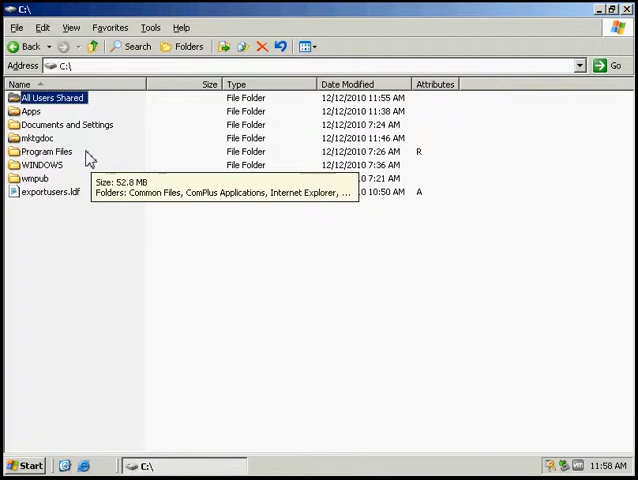 C:\
File Edit View Favorites Tools Help
Back Search Folders
Address C:\ Go
Name Size Type Date Modified Attributes
All Users Shared File Folder 12/12/2010 11:55 AM
Apps File Folder 12/12/2010 11:38 AM
Documents and Settings File Folder 12/12/2010 7:24 AM
mktgdoc File Folder 12/12/2010 11:46 AM
Program Files File Folder 12/12/2010 7:26 AM R
WINDOWS File Folder 12/12/2010 7:36 AM
wmpub 7:21 AM
exportusers.ldf 10:50 AM A
Size: 52.8 MB
Folders: Common Files, ComPlus Applications, Internet Explorer, ...
Start C:\ vm 11:58 AM